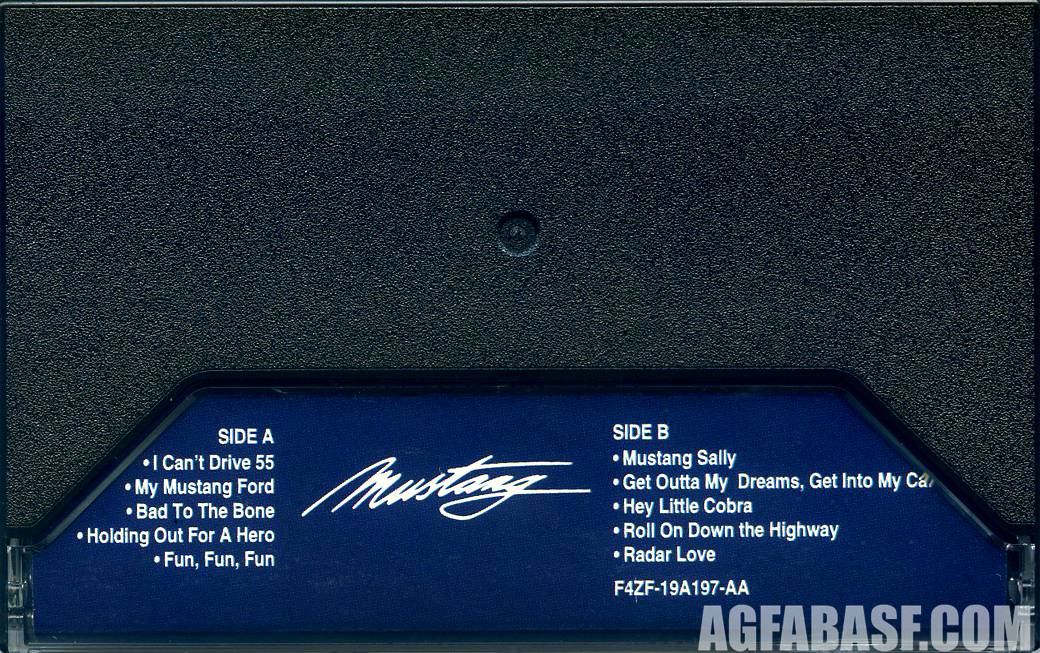 SIDE A
•I Can't Drive 55
•My Mustang Ford
•Bad To The Bone
•Holding Out For A Hero
•Fun, Fun, Fun
Mustang
SIDE B
•Mustang Sally
•Get Outta My  Dreams, Get Into My Car
•Hey Little Cobra
•Roll On Down the Highway
•Radar Love
F4ZF-19A197-AA
AGFABASF.COM